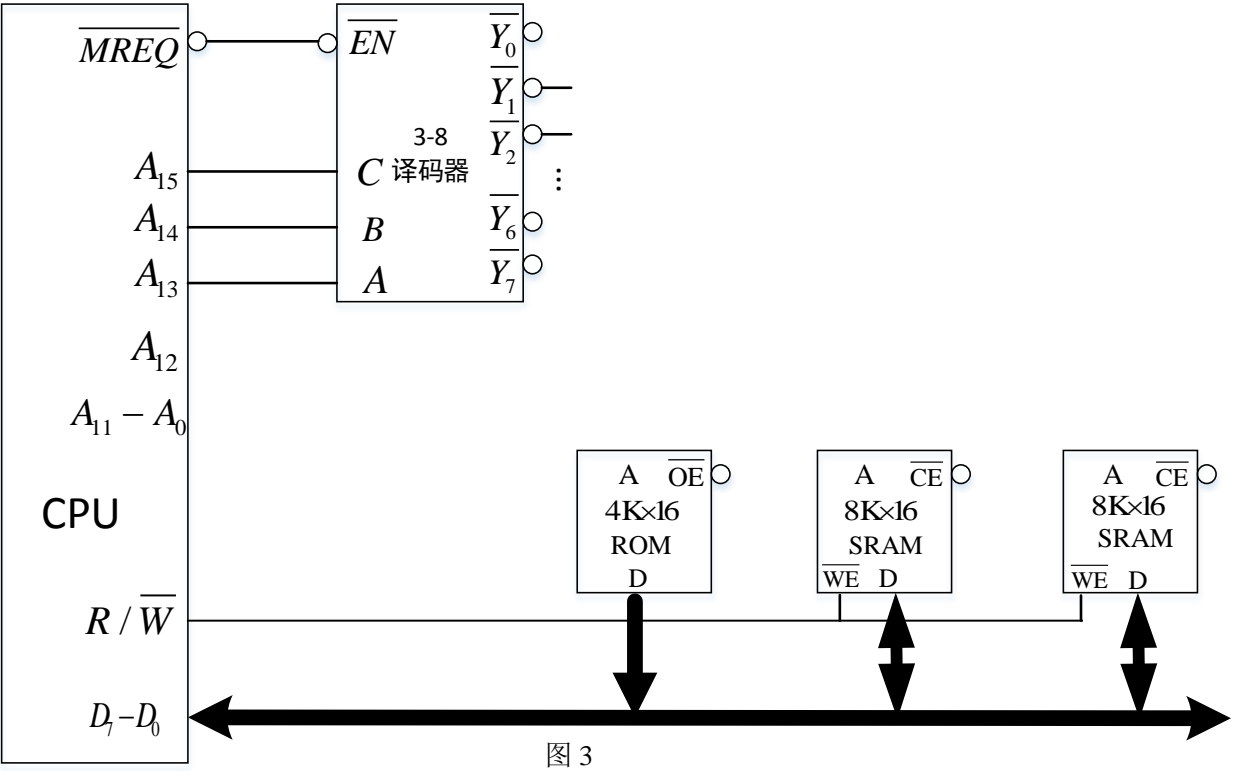 MREQ
A15
A14
A13
A12
A11 – A0
CPU
R / W
D7–D0
EN
3-8
译码器
C
B
A
Y0
Y1
Y2
⋮
Y6
Y7
A OE
4K×16
ROM
D
A CE
8K×16
SRAM
WE D
A CE
8K×16
SRAM
WE D
图 3